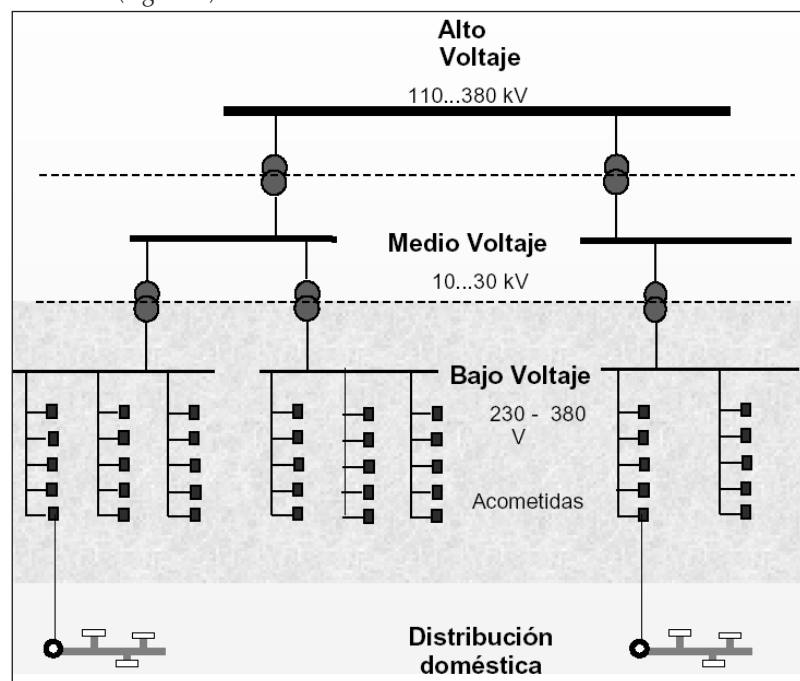 Alto
Voltaje
110...380 kV
Medio Voltaje
10...30 kV
Bajo Voltaje
230 - 380
V
Acometidas
Distribución
doméstica